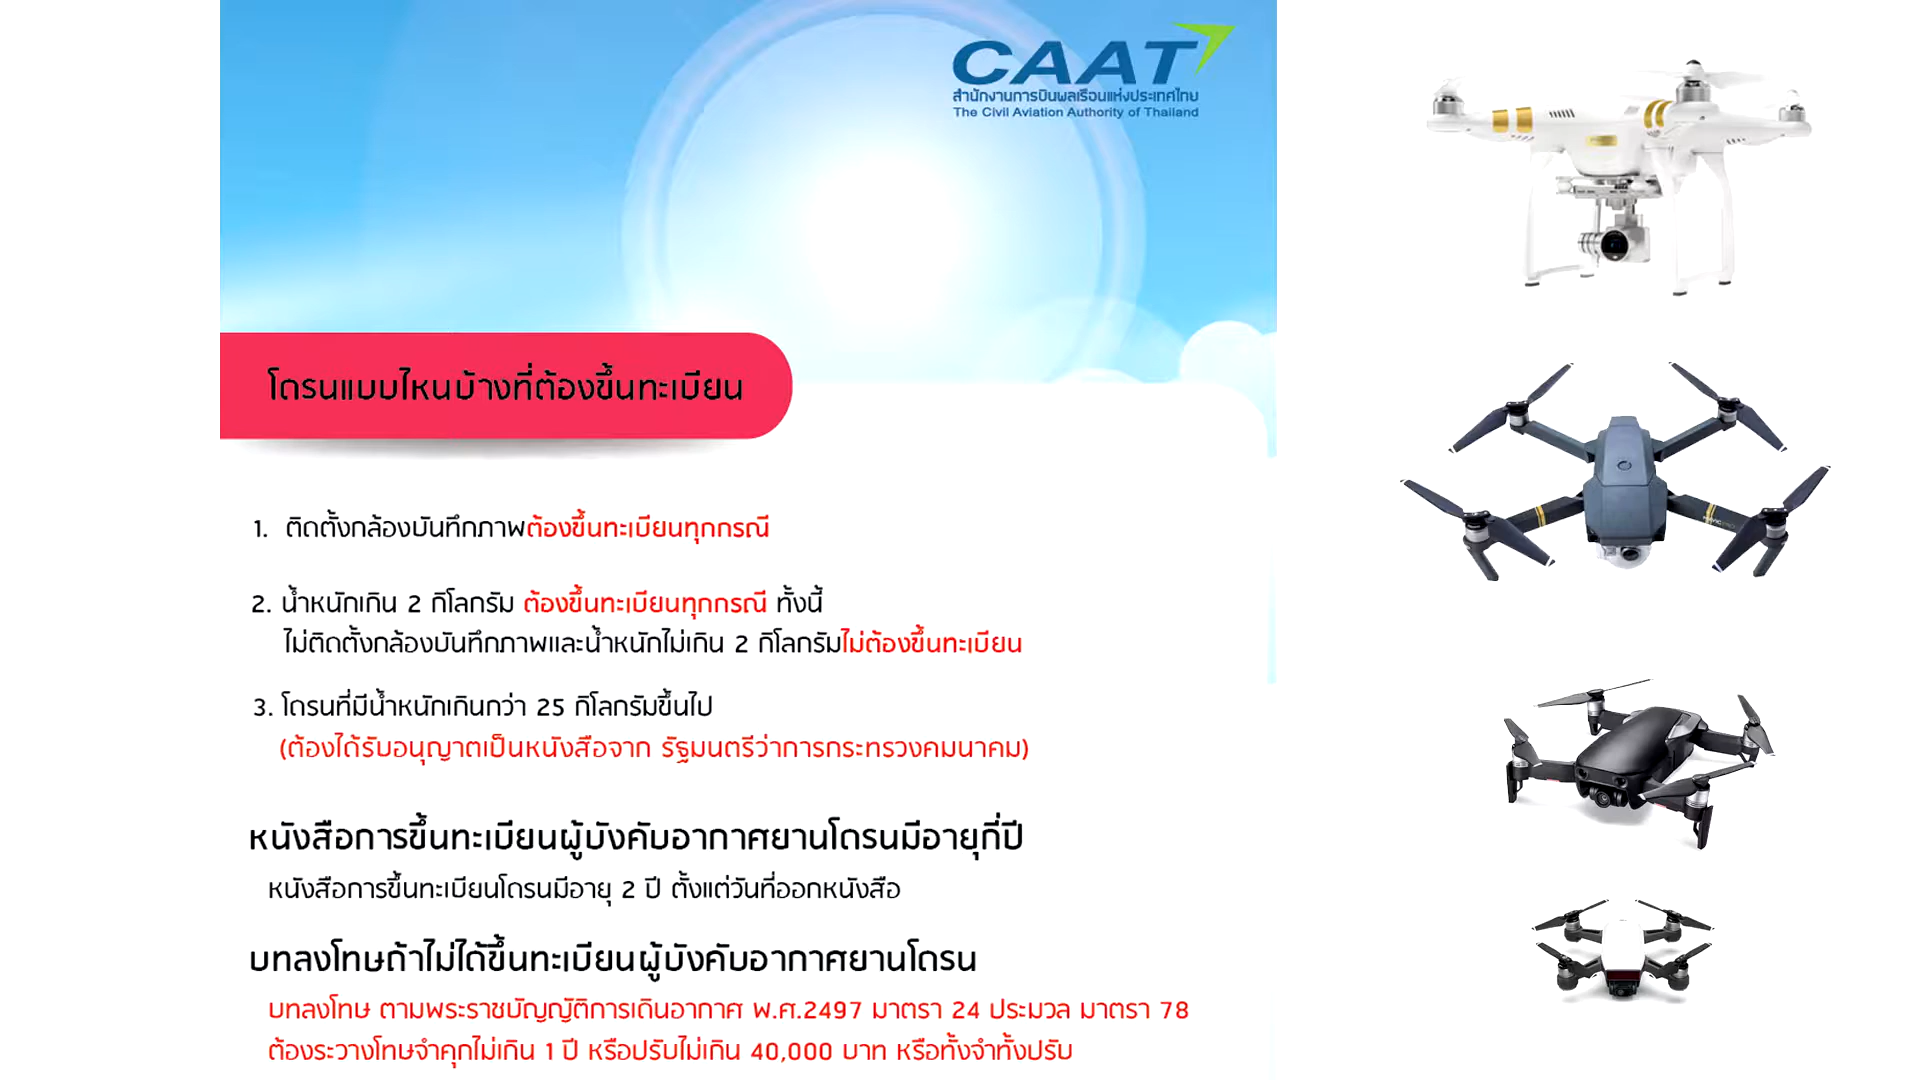 CAAT
สำนักงานการบินพลเรือนแห่งประเทศไทย
The Civil Aviation Authority of Thailand
โดรนแบบไหนบ้างที่ต้องขึ้นทะเบียน
1. ติดตั้งกล้องบันทึกภาพต้องขึ้นทะเบียนทุกกรณี
2. น้ำหนักเกิน 2 กิโลกรัม ต้องขึ้นทะเบียนทุกกรณี ทั้งนี้
ไม่ติดตั้งกล้องบันทึกภาพและน้ำหนักไม่เกิน 2 กิโลกรัมไม่ต้องขึ้นทะเบียน
3. โดรนที่มีน้ำหนักเกินกว่า 25 กิโลกรัมขึ้นไป
(ต้องได้รับอนุญาตเป็นหนังสือจาก รัฐมนตรีว่าการกระทรวงคมนาคม)
หนังสือการขึ้นทะเบียนผู้บังคับอากาศยานโดรนมีอายุกี่ปี
หนังสือการขึ้นทะเบียนโดรนมีอายุ 2 ปี ตั้งแต่วันที่ออกหนังสือ
บทลงโทษถ้าไม่ได้ขึ้นทะเบียนผู้บังคับอากาศยานโดรน
บทลงโทษ ตามพระราชบัญญัติการเดินอากาศ พ.ศ.2497 มาตรา 24 ประมวล มาตรา 78
ต้องระวางโทษจำคุกไม่เกิน 1 ปี หรือปรับไม่เกิน 40,000 บาท หรือทั้งจำทั้งปรับ